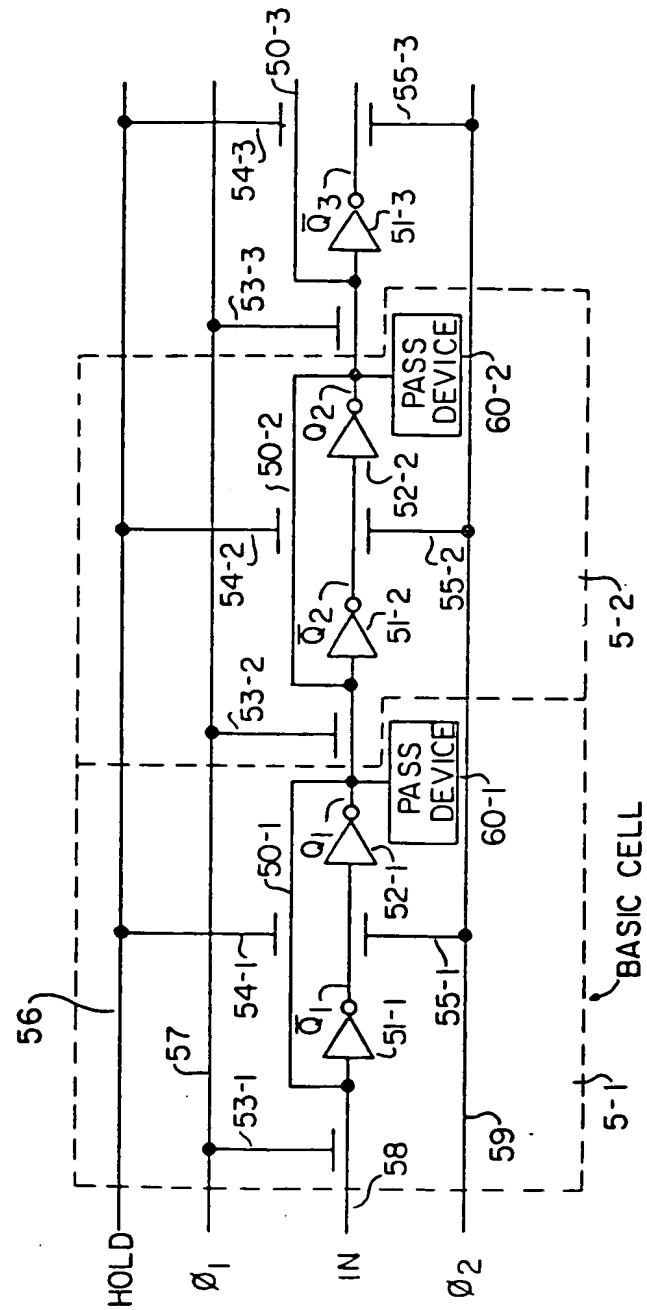 HOLD
56
54-1
54-2
54-3
50-3
Ø1
57
53-1
50-1
53-2
50-2
53-3
IN
58
Q̅1
51-1
Q1
52-1
Q̅2
51-2
Q2
52-2
Q̅3
51-3
55-3
PASS
DEVICE
60-1
PASS
DEVICE
60-2
Ø2
59
55-1
55-2
5-1
BASIC CELL
5-2